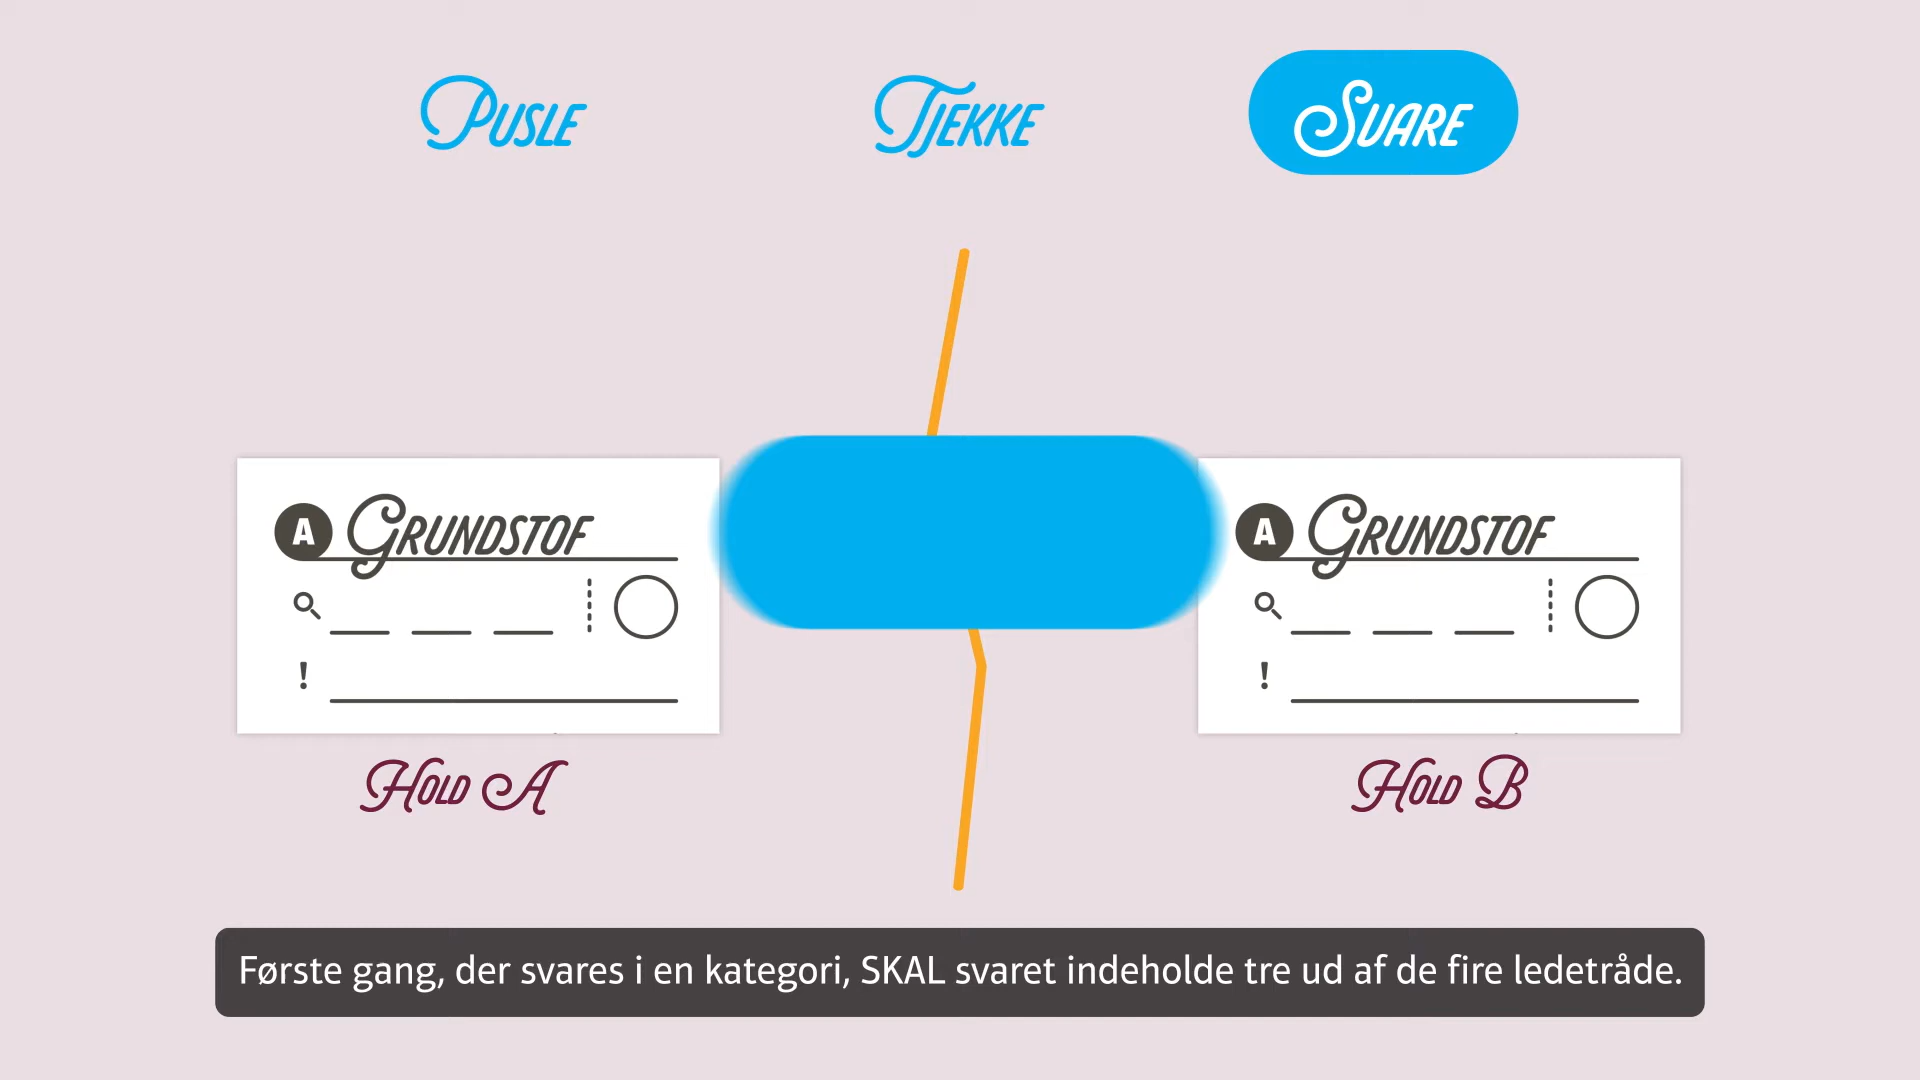 Pusle
Tjekke
Svare
A Grundstof
!
Hold A
A Grundstof
!
Hold B
Første gang, der svares i en kategori, SKAL svaret indeholde tre ud af de fire ledetråde.